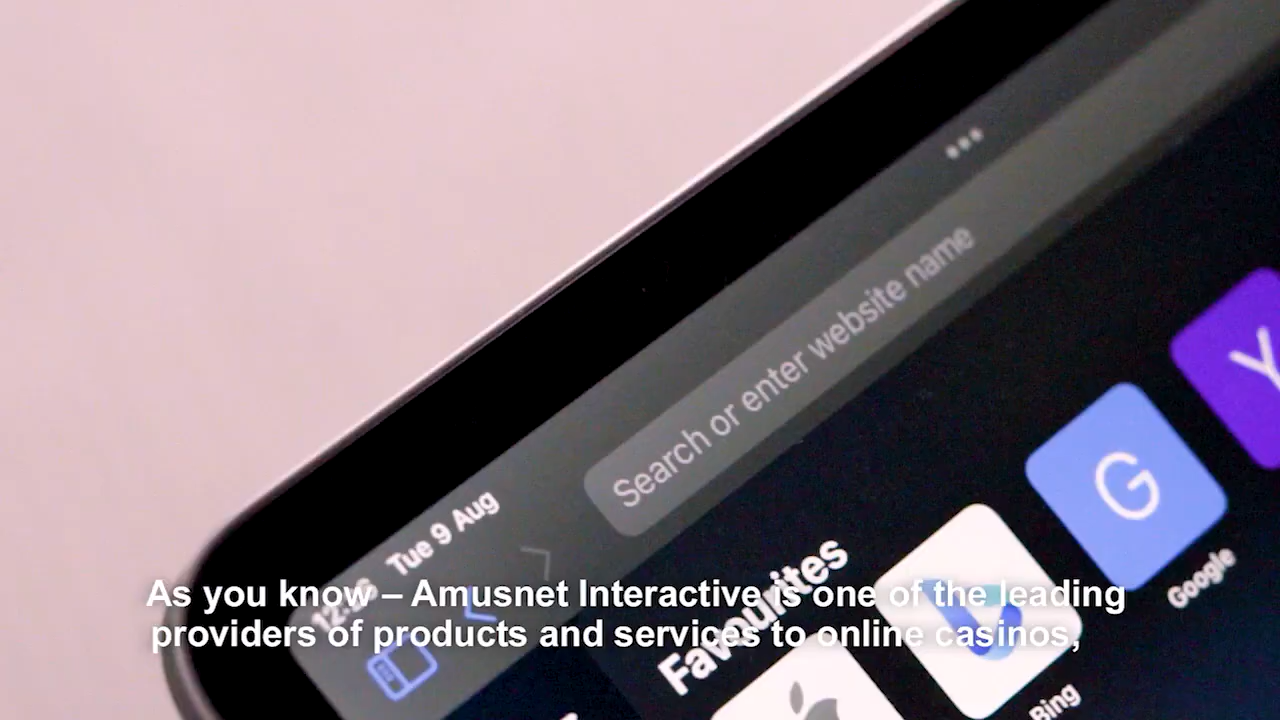 Search or enter website name
Tue 9 Aug
Favourites
Y
G
Google
Bing
As you know – Amusnet Interactive is one of the leading
providers of products and services to online casinos,